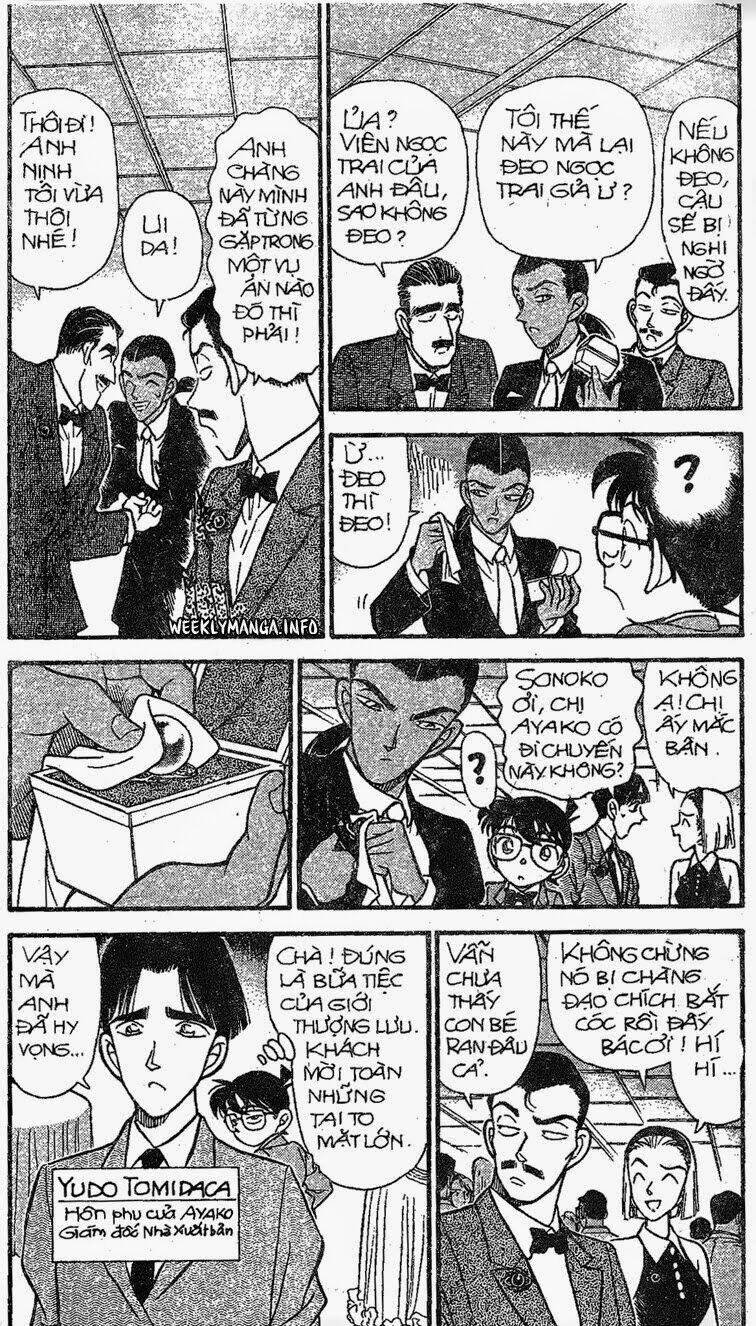 NẾU
KHÔNG
ĐEO,
CẬU
SẼ BỊ
NGHI
NGỜ
ĐẤY.
TÔI THẾ
NÀY MÀ LẠI
ĐEO NGỌC
TRAI GIẢ Ư?
ỦA?
VIÊN NGỌC
TRAI CỦA
ANH ĐÂU,
SAO KHÔNG
ĐEO?
ANH
CHÀNG
NÀY MÌNH
ĐÃ TỪNG
GẶP TRONG
MỘT VỤ
ÁN NÀO
ĐÓ THÌ
PHẢI!
UI
DA!
THÔI ĐI!
ANH
NỊNH
TÔI VỪA
THÔI
NHÉ!
?
Ừ...
ĐEO
THÌ
ĐEO!
WEEKLYMANGA.INFO
KHÔNG
Ạ! CHỊ
ẤY MẮC
BẬN.
SONOKO
ƠI, CHỊ
AYAKO CÓ
ĐI CHUYẾN
NÀY KHÔNG?
?
KHÔNG CHỪNG
NÓ BỊ CHÀNG
ĐẠO CHÍCH BẮT
CÓC RỒI ĐẤY
BÁC ƠI! HÍ
HÍ...
VẪN
CHƯA
THẤY
CON BÉ
RAN ĐÂU
CẢ.
CHÀ! ĐÚNG
LÀ BỮA TIỆC
CỦA GIỚI
THƯỢNG LƯU.
KHÁCH
MỜI TOÀN
NHỮNG
TAI TO
MẶT LỚN.
VẬY
MÀ
ANH
ĐÃ HY
VỌNG...
YUDO TOMIDACA
Hôn phu của AYAKO
Giám đốc Nhà Xuất bản